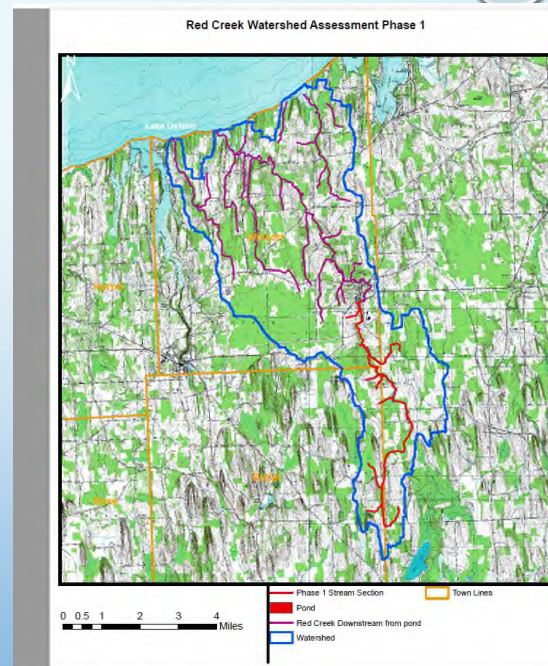 Red Creek Watershed Assessment Phase 1
N
Lake Ontario
Phase 1 Stream Section
Town Lines
Pond
Red Creek Downstream from pond
Watershed
0 0.5 1 2 3 4
Miles